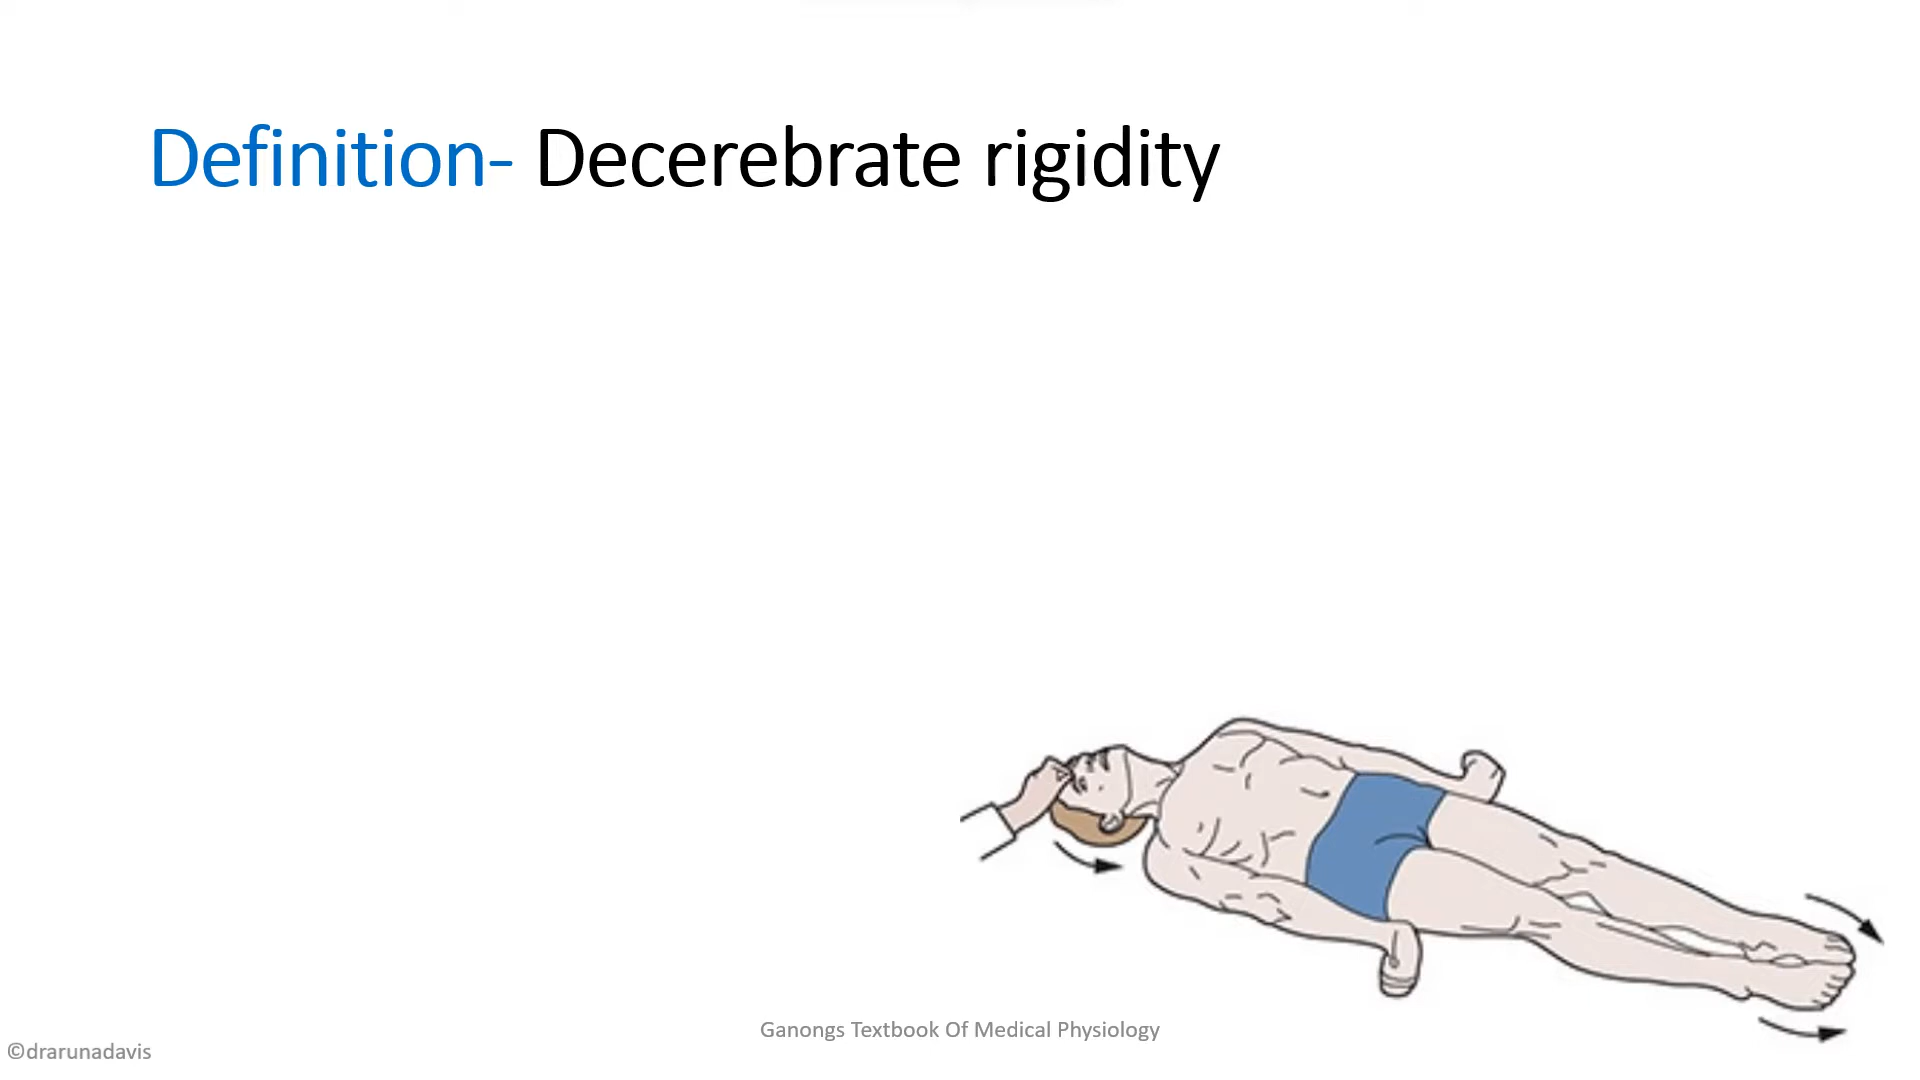 Definition- Decerebrate rigidity
Ganongs Textbook Of Medical Physiology
©drarunadavis